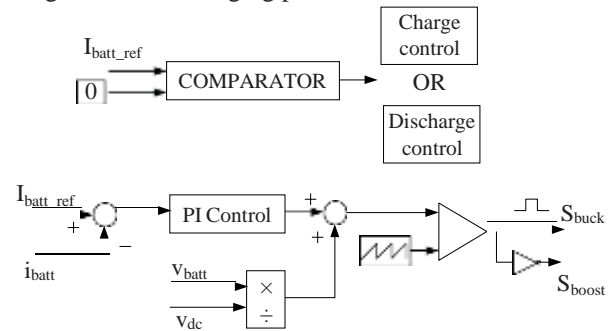 Charge
control
I_batt_ref
0
COMPARATOR
OR
Discharge
control
I_batt_ref
+
−
i_batt
PI Control
+
+
S_buck
S_boost
v_batt
v_dc
×
÷